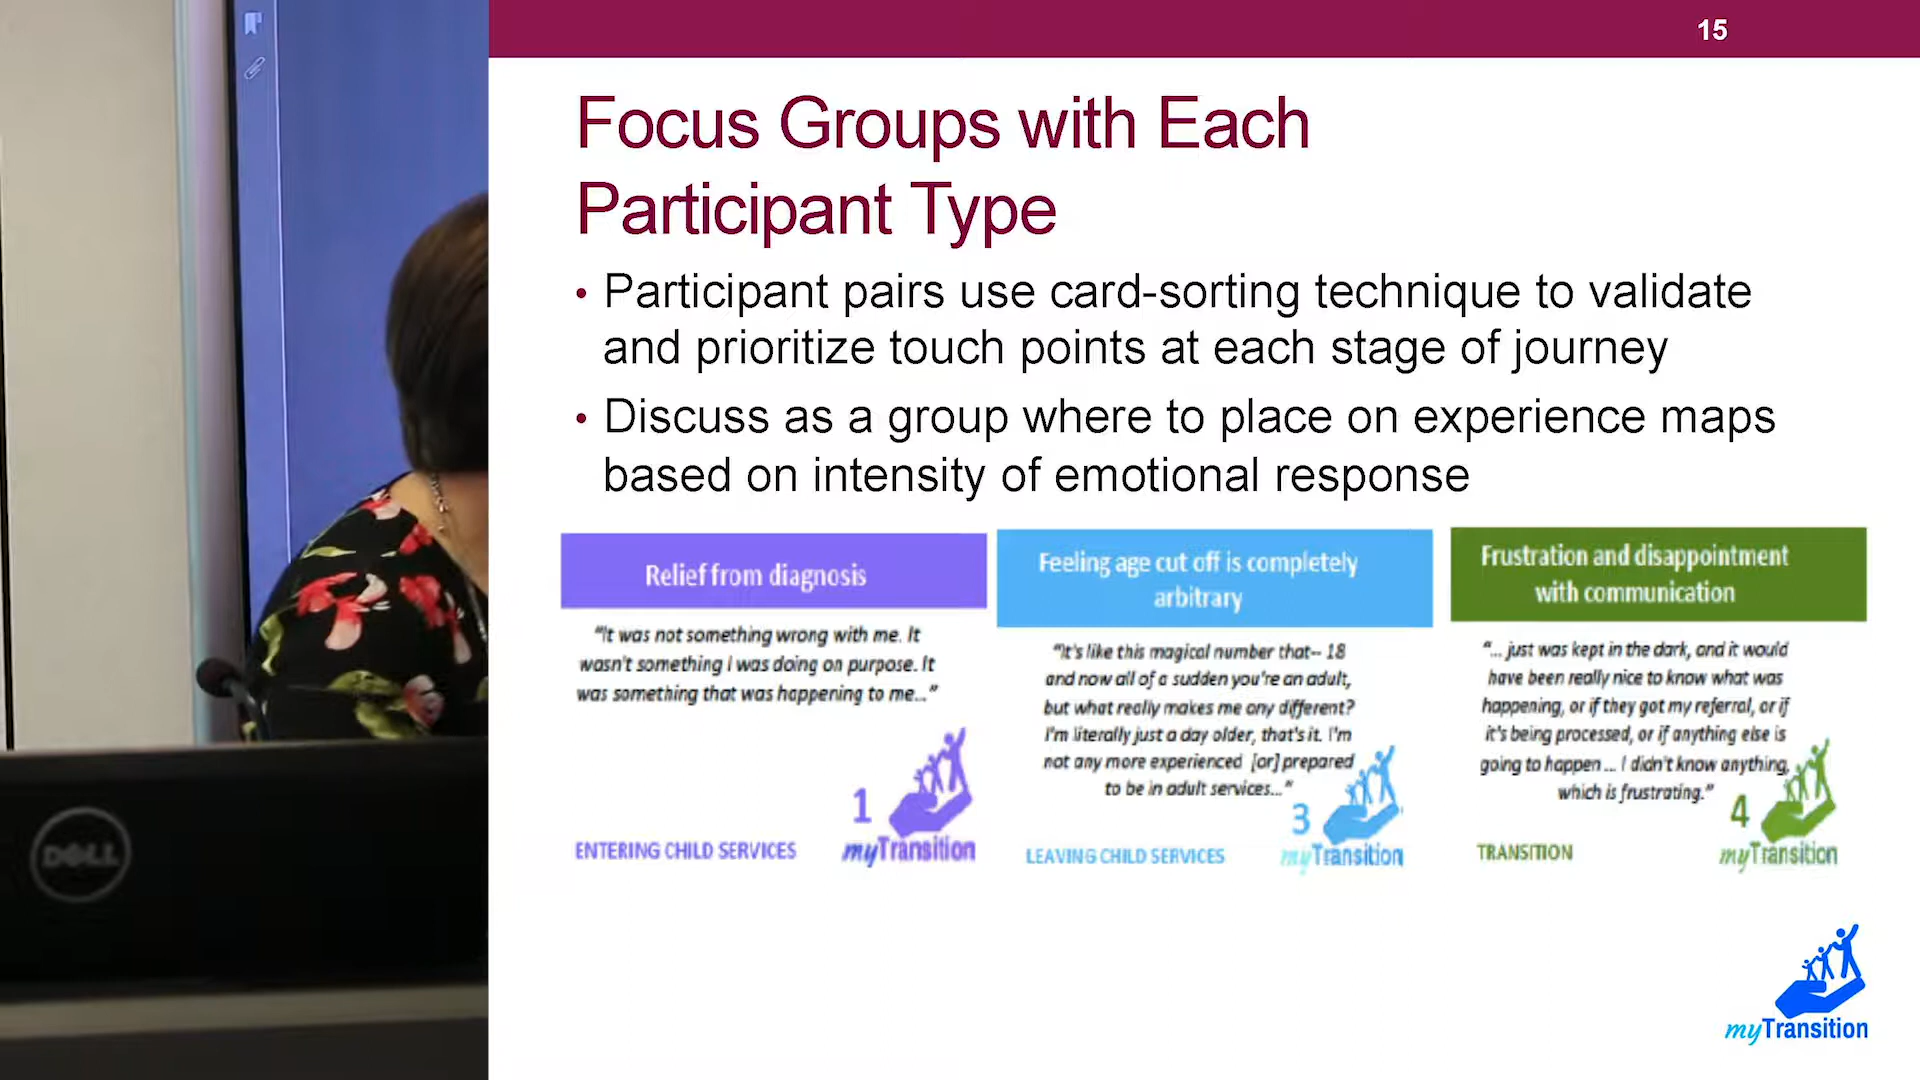 15
Focus Groups with Each
Participant Type
• Participant pairs use card-sorting technique to validate
and prioritize touch points at each stage of journey
• Discuss as a group where to place on experience maps
based on intensity of emotional response
Relief from diagnosis
"It was not something wrong with me. It
wasn't something I was doing on purpose. It
was something that was happening to me..."
1
ENTERING CHILD SERVICES
myTransition
Feeling age cut off is completely
arbitrary
"It's like this magical number that-- 18
and now all of a sudden you're an adult,
but what really makes me any different?
I'm literally just a day older, that's it. I'm
not any more experienced [or] prepared
to be in adult services..."
3
LEAVING CHILD SERVICES
myTransition
Frustration and disappointment
with communication
"... just was kept in the dark, and it would
have been really nice to know what was
happening, or if they got my referral, or if
it's being processed, or if anything else is
going to happen ... I didn't know anything,
which is frustrating."
4
TRANSITION
myTransition
myTransition
DELL